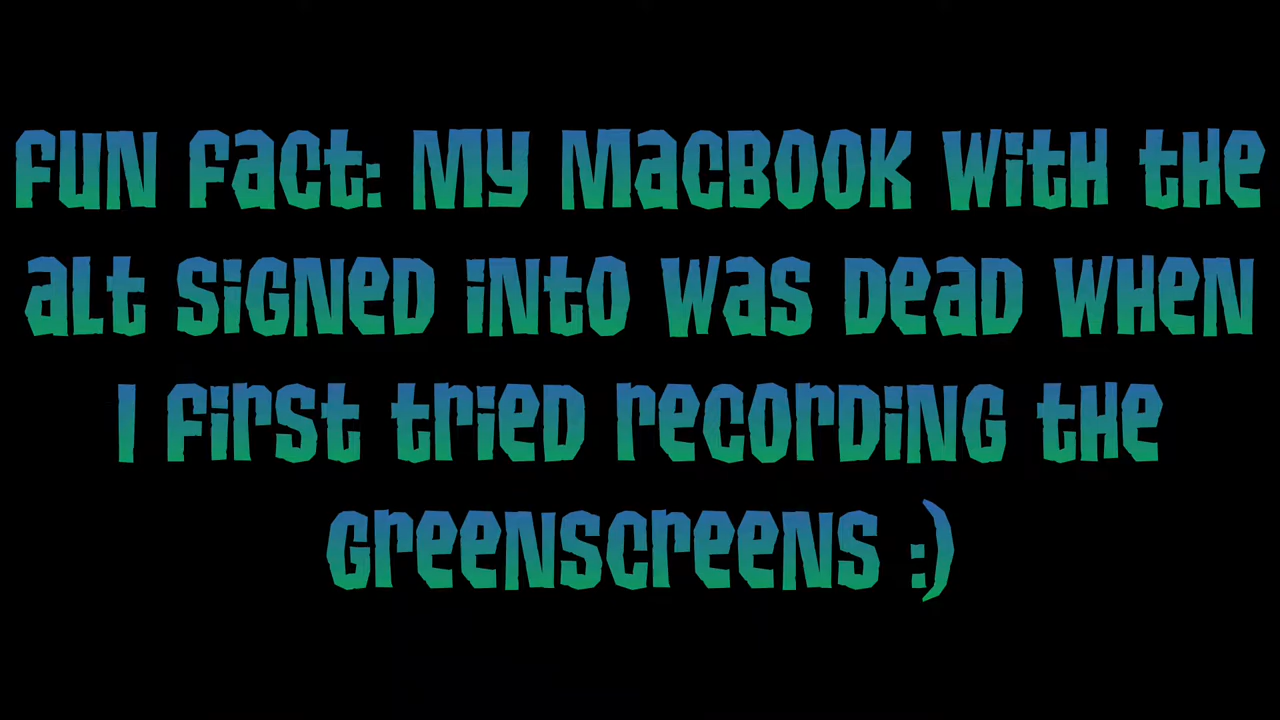 Fun Fact: My MacBook with the
alt signed into was dead when
I first tried recording the
greenscreens :)